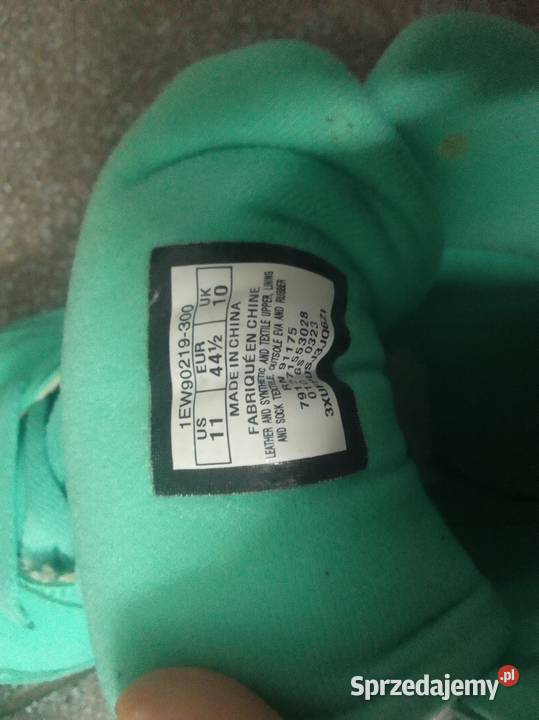 1EW90219-300
US EUR UK
11 44½ 10
MADE IN CHINA
FABRIQUÉ EN CHINE
LEATHER AND SYNTHETIC AND TEXTILE UPPER, LINING
AND SOCK TEXTILE, OUTSOLE EVA AND RUBBER
RN 91175
Sprzedajemy.pl